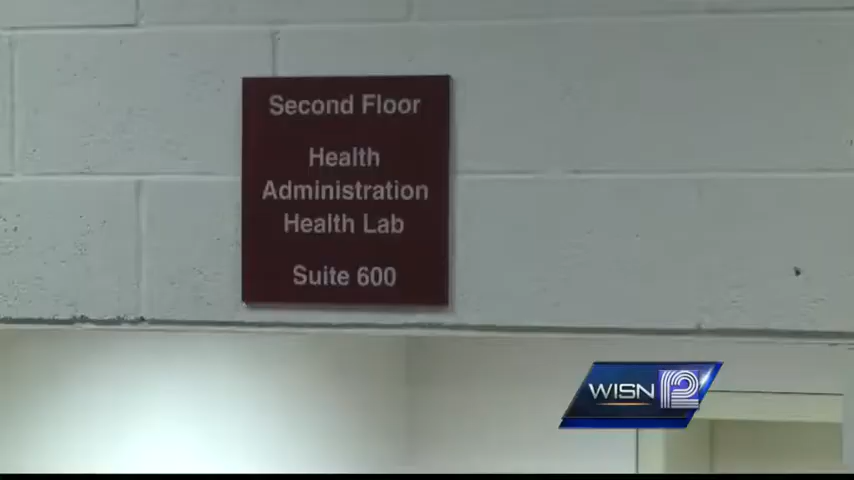 Second Floor
Health
Administration
Health Lab
Suite 600
WISN 12